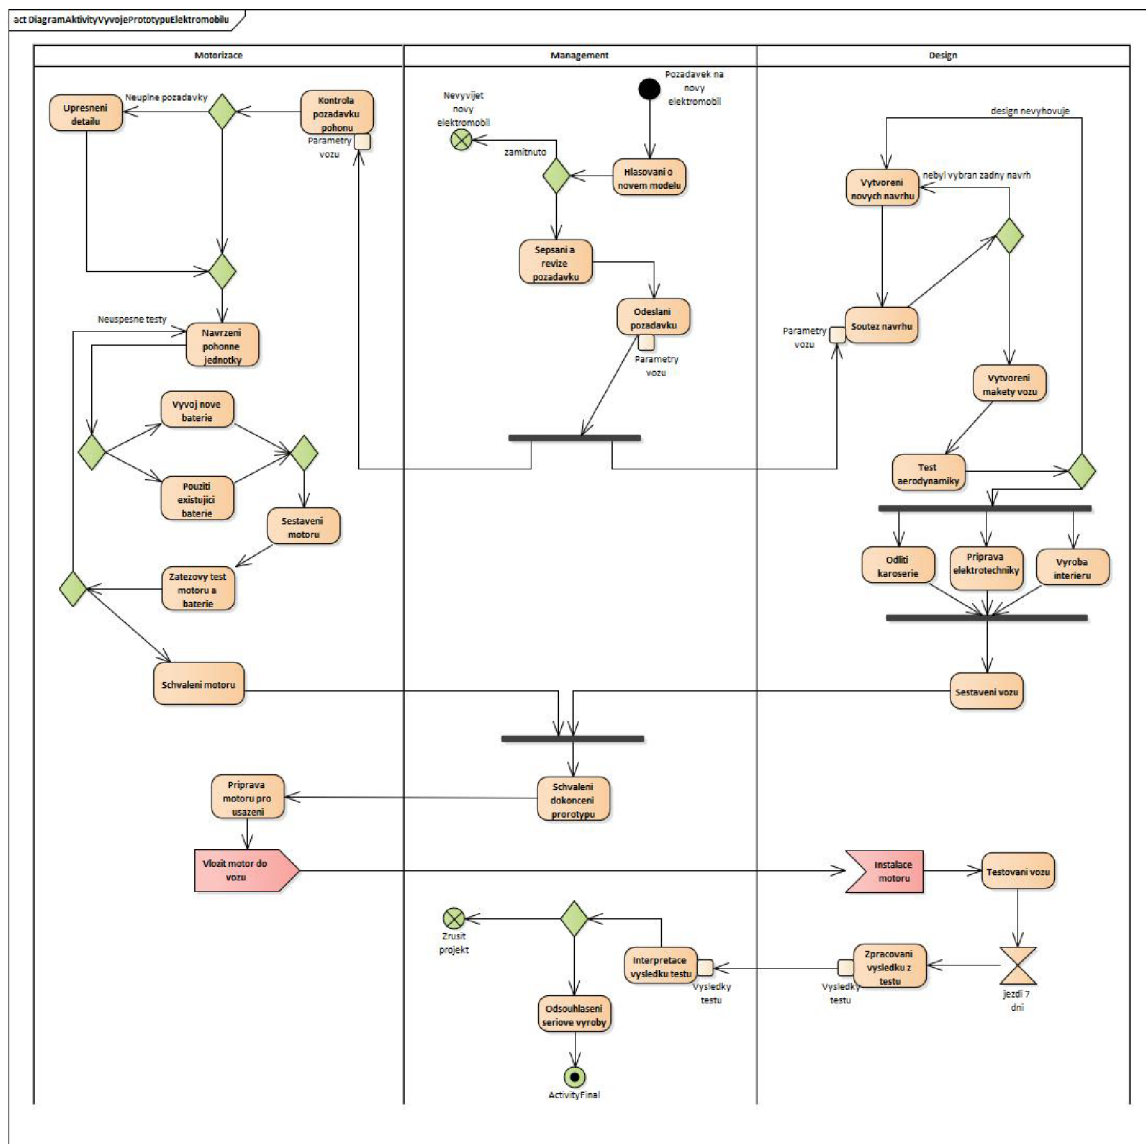 act DiagramAktivityVyvojePrototypuElektromobilu
Motorizace
Management
Design
Neuplne pozadavky
Upresneni
detailu
Kontrola
pozadavku
pohonu
Parametry
vozu
Neuspesne testy
Navrzeni
pohonne
jednotky
Vyvoj nove
baterie
Pouziti
existujici
baterie
Sestaveni
motoru
Zatezovy test
motoru a
baterie
Schvaleni motoru
Priprava
motoru pro
usazeni
Vlozit motor do
vozu
Pozadavek na
novy
elektromobil
Nevyvijet
novy
elektromobil
zamitnuto
Hlasovani o
novem modelu
Sepsani a
revize
pozadavku
Odeslani
pozadavku
Parametry
vozu
Schvaleni
dokonceni
prorotypu
Zrusit
projekt
Interpretace
vysledku testu
Vysledky
testu
Odsouhlaseni
seriove vyroby
ActivityFinal
design nevyhovuje
Vytvoreni
novych navrhu
nebyl vybran zadny navrh
Parametry
vozu
Soutez navrhu
Vytvoreni
makety vozu
Test
aerodynamiky
Odliti
karoserie
Priprava
elektrotechniky
Vyroba
interieru
Sestaveni vozu
Instalace
motoru
Testovani vozu
Zpracovani
vysledku z
testu
Vysledky
testu
jezdi 7
dni